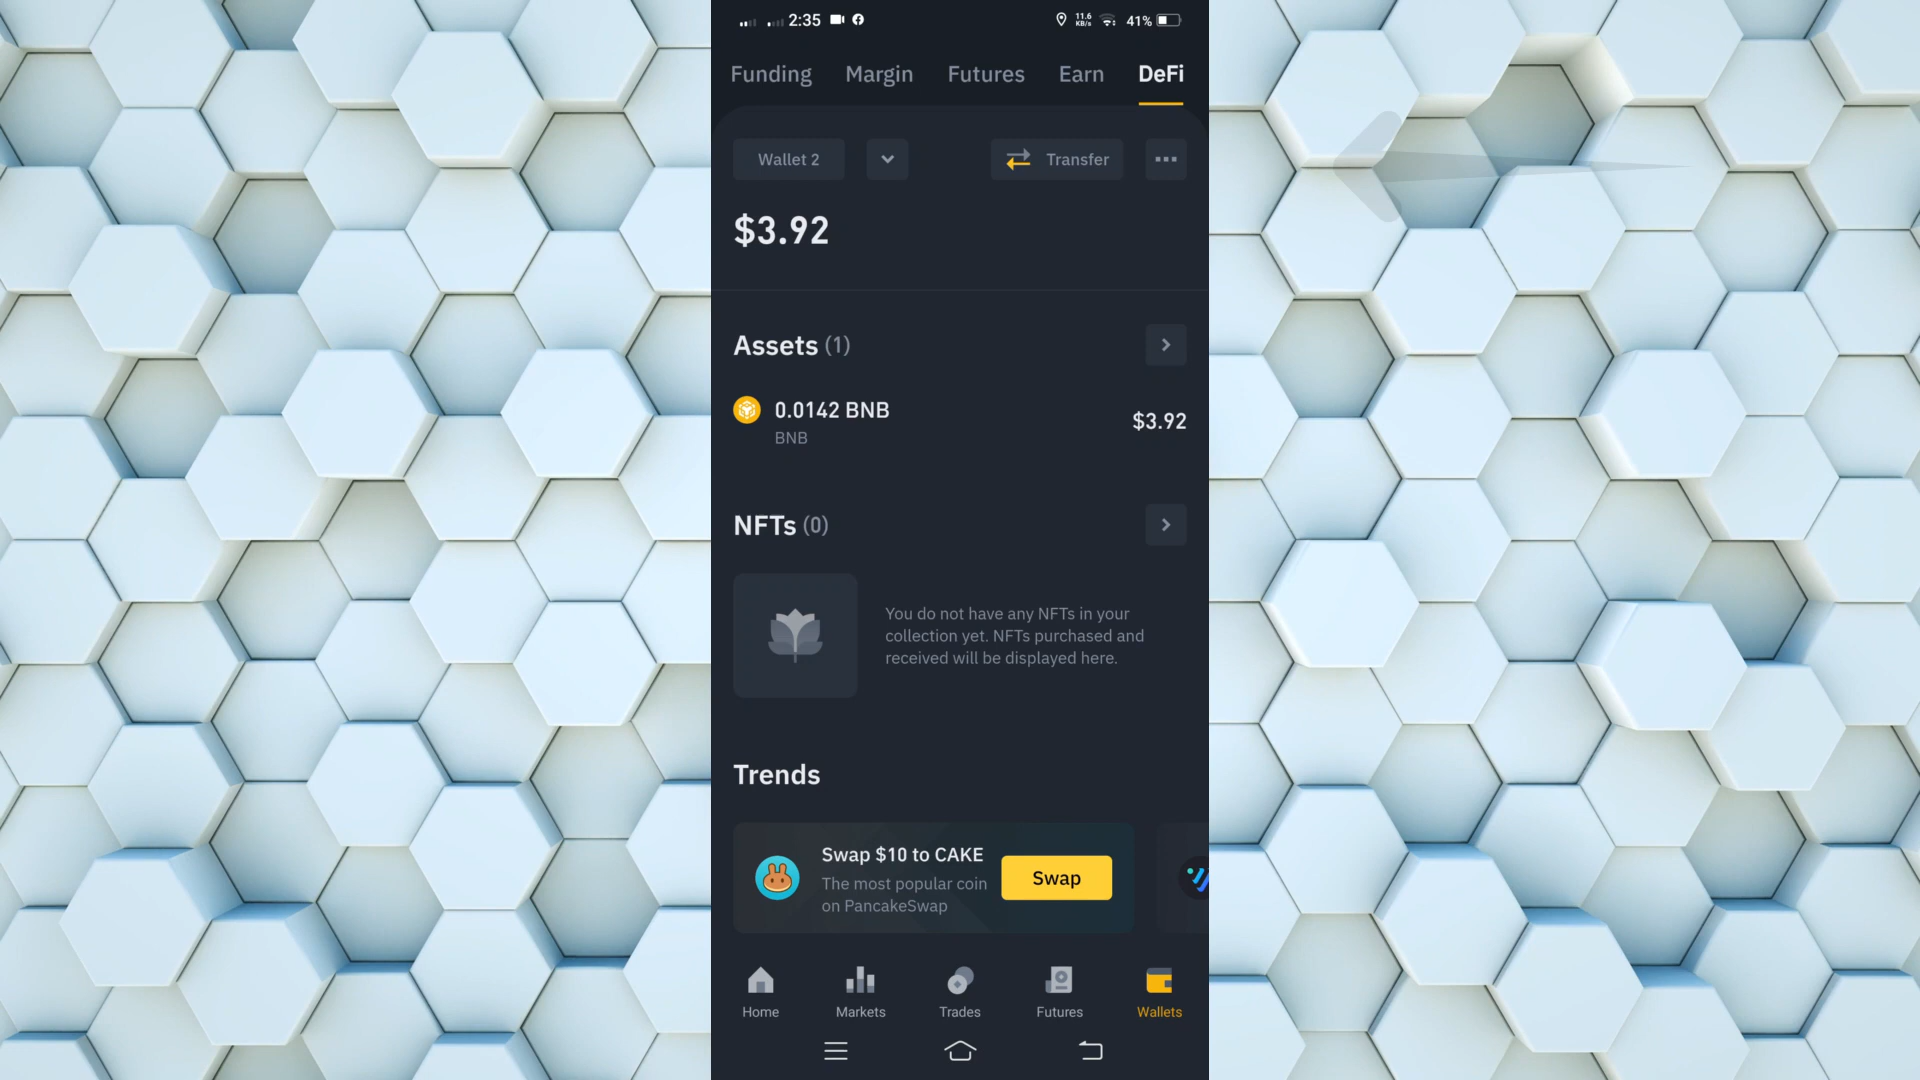 2:35 11.6 KB/s 41%
Funding Margin Futures Earn DeFi
Wallet 2 Transfer
$3.92
Assets (1)
0.0142 BNB $3.92
BNB
NFTs (0)
You do not have any NFTs in your
collection yet. NFTs purchased and
received will be displayed here.
Trends
Swap $10 to CAKE
The most popular coin
on PancakeSwap
Swap
Home Markets Trades Futures Wallets